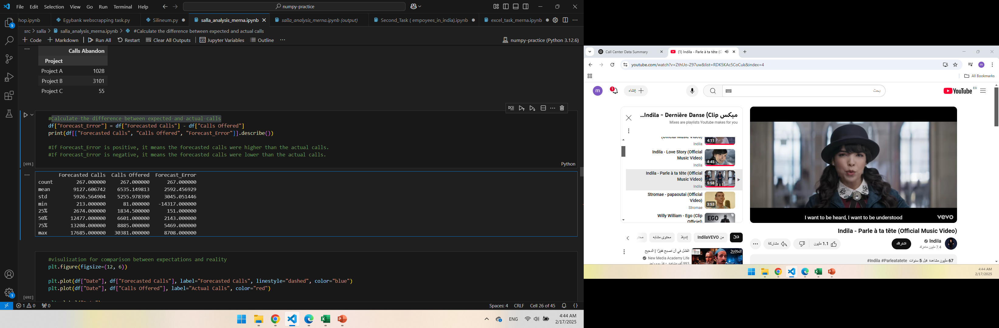 File Edit Selection View Go Run Terminal Help
numpy-practice
hop.ipynb
Egybank webscrapping task.py
Silineum.py
salla_analysis_merna.ipynb
salla_analysis_merna.ipynb (output)
Second_Task ( empoyees_in_india).ipynb
excel_task_merna.ipynb
src > salla > salla_analysis_merna.ipynb > #Calculate the difference between expected and actual calls
+ Code + Markdown Run All Restart Clear All Outputs Jupyter Variables Outline ...
numpy-practice (Python 3.12.6)
Calls Abandon
Project
Project A 1028
Project B 3101
Project C 55
#Calculate the difference between expected and actual calls
df["Forecast_Error"] = df["Forecasted Calls"] - df["Calls Offered"]
print(df[["Forecasted Calls", "Calls Offered", "Forecast_Error"]].describe())
#If Forecast_Error is positive, it means the forecasted calls were higher than the actual calls.
#If Forecast_Error is negative, it means the forecasted calls were lower than the actual calls.
[691]
Python
Forecasted Calls Calls Offered Forecast_Error
count 267.000000 267.000000 267.000000
mean 9127.606742 6535.149813 2592.456929
std 5926.564904 5255.978390 3045.051446
min 213.000000 81.000000 -14317.000000
25% 2674.000000 1834.500000 151.000000
50% 12477.000000 6601.000000 2143.000000
75% 13208.000000 8885.000000 5469.000000
max 17685.000000 30381.000000 8708.000000
#visulization for comparison between expectations and reality
plt.figure(figsize=(12, 6))
plt.plot(df["Date"], df["Forecasted Calls"], label="Forecasted Calls", linestyle="dashed", color="blue")
plt.plot(df["Date"], df["Calls Offered"], label="Actual Calls", color="red")
[692]
5
1
1 0 0
Spaces: 4 CRLF Cell 26 of 45 {}
ENG
4:44 AM
2/17/2025
Call Center Data Summary
(1) Indila - Parle à ta tête (O
youtube.com/watch?v=ZthUo-Z97uw&list=RDK5KAc5CoCuk&index=4
m
All Bookmarks
m
1
إنشاء
بحث
YouTube EG
ميكس Indila - Dernière Danse (Clip...
Mixes are playlists Youtube makes for you
(Official Music Video)
Indila
4:11
Indila - Love Story (Official
Music Video)
Indila
4:45
Indila - Parle à ta tête (Official
Music Video)
Indila
5:58
Stromae - papaoutai (Official
Video)
Stromae
3:53
Willy William - Ego (Clip
Officiel)
EGO
I want to be heard, I want to be understood
vevo
Indila - Parle à ta tête (Official Music Video)
Indila
7.4 مليون مشترك
اشتراك
1.1 مليون
مشاركة
67 مليون مشاهدة قبل 5 سنوات #Indila #Parleatatete
الكل
من IndilaVEVO
إنديلا
محتوى مشابه
الفشل في أن تصبح فقيرًا | الدحيح
New Media Academy Life
993 ألف مشاهدة
الدحيح
4:44 AM
2/17/2025